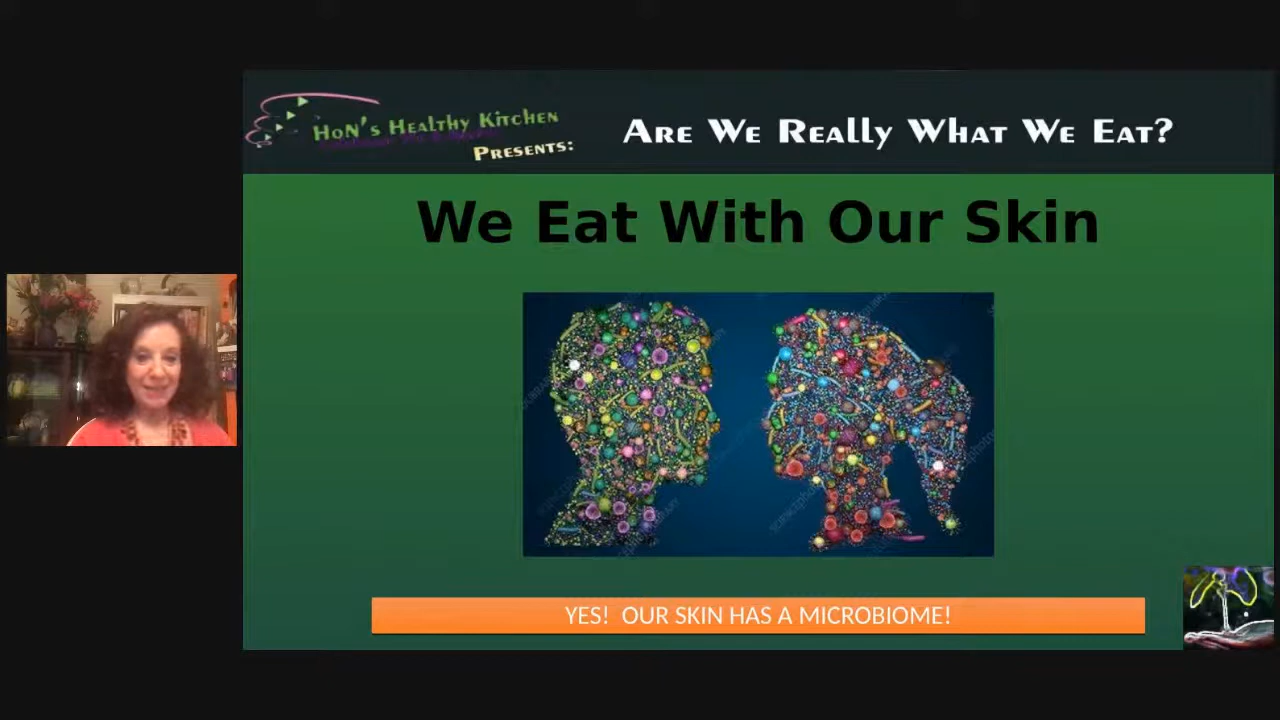 HoN's Healthy Kitchen
Presents:
Are We Really What We Eat?
We Eat With Our Skin
YES!  OUR SKIN HAS A MICROBIOME!